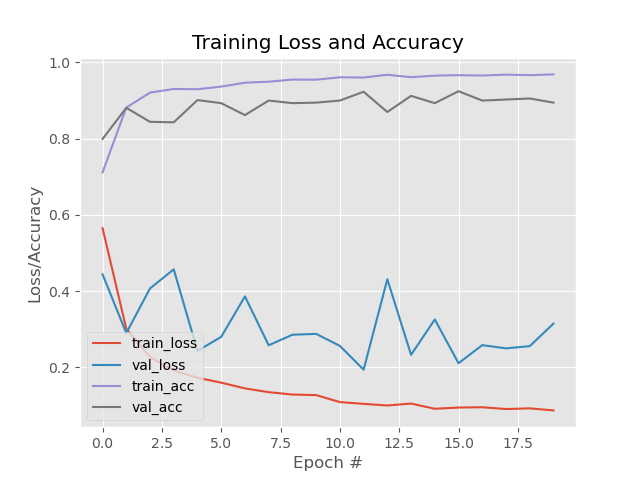 Training Loss and Accuracy
1.0
0.8
0.6
0.4
0.2
Loss/Accuracy
train_loss
val_loss
train_acc
val_acc
0.0 2.5 5.0 7.5 10.0 12.5 15.0 17.5
Epoch #